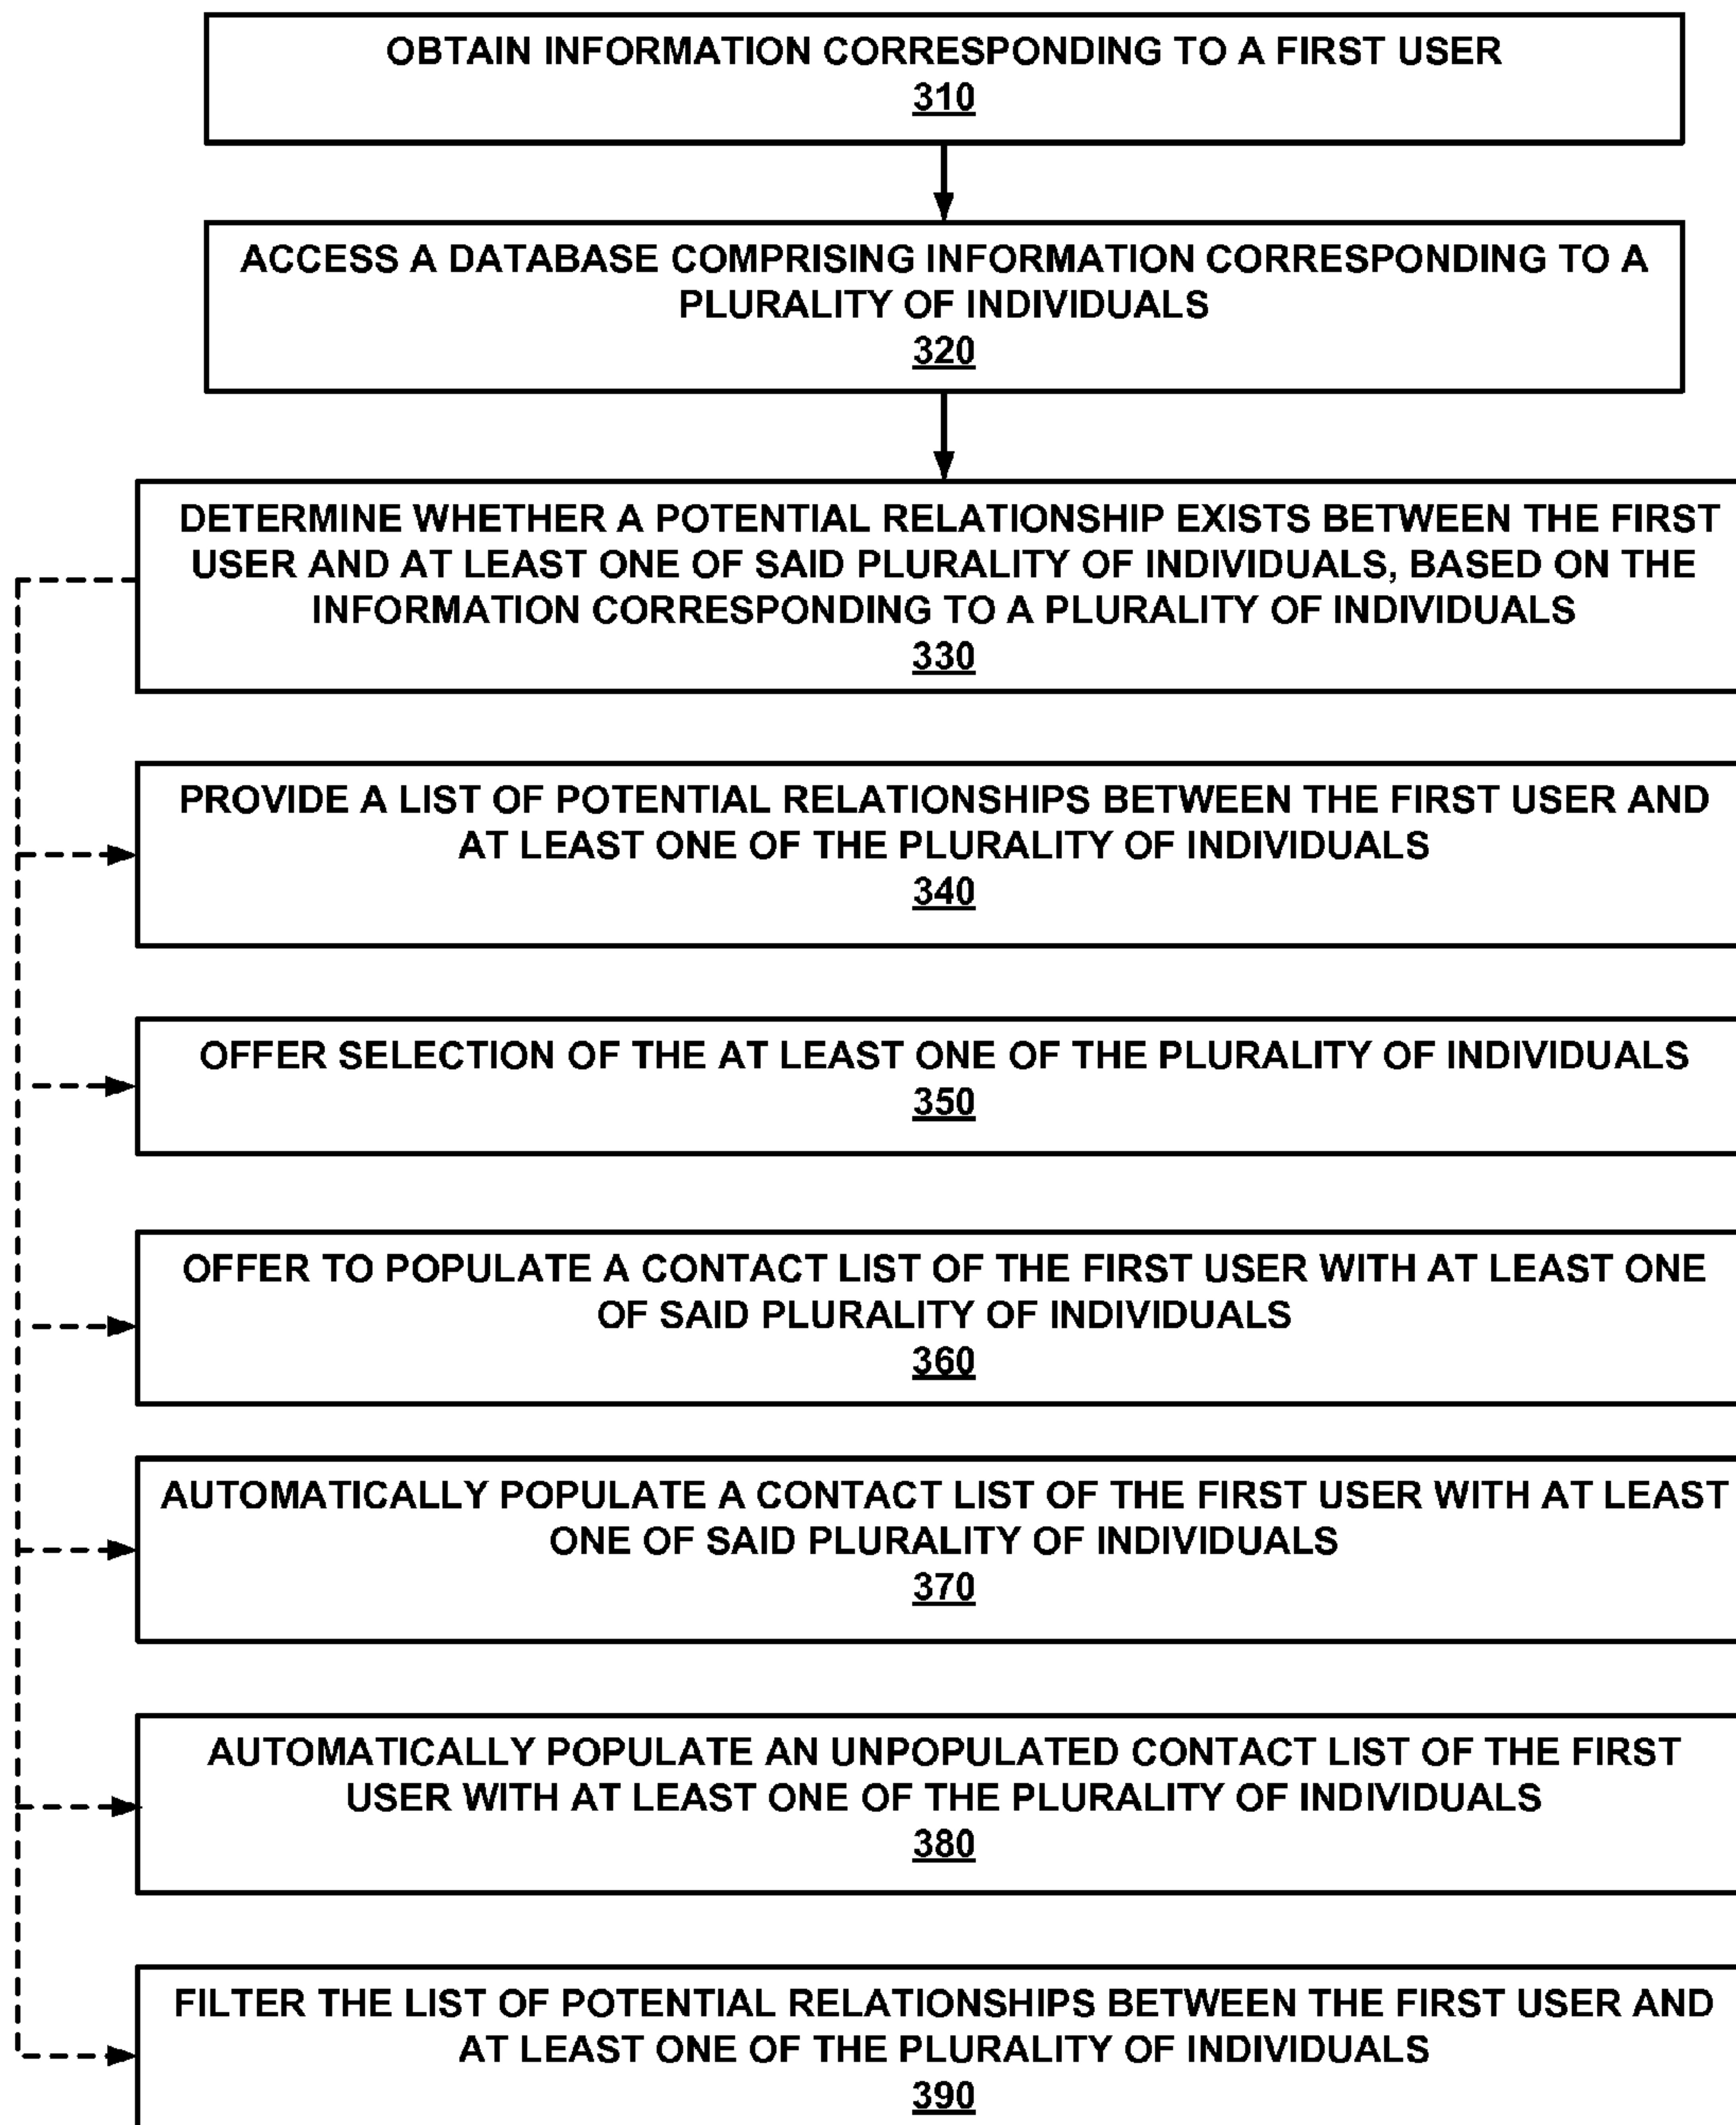 OBTAIN INFORMATION CORRESPONDING TO A FIRST USER
310
ACCESS A DATABASE COMPRISING INFORMATION CORRESPONDING TO A
PLURALITY OF INDIVIDUALS
320
DETERMINE WHETHER A POTENTIAL RELATIONSHIP EXISTS BETWEEN THE FIRST
USER AND AT LEAST ONE OF SAID PLURALITY OF INDIVIDUALS, BASED ON THE
INFORMATION CORRESPONDING TO A PLURALITY OF INDIVIDUALS
330
PROVIDE A LIST OF POTENTIAL RELATIONSHIPS BETWEEN THE FIRST USER AND
AT LEAST ONE OF THE PLURALITY OF INDIVIDUALS
340
OFFER SELECTION OF THE AT LEAST ONE OF THE PLURALITY OF INDIVIDUALS
350
OFFER TO POPULATE A CONTACT LIST OF THE FIRST USER WITH AT LEAST ONE
OF SAID PLURALITY OF INDIVIDUALS
360
AUTOMATICALLY POPULATE A CONTACT LIST OF THE FIRST USER WITH AT LEAST
ONE OF SAID PLURALITY OF INDIVIDUALS
370
AUTOMATICALLY POPULATE AN UNPOPULATED CONTACT LIST OF THE FIRST
USER WITH AT LEAST ONE OF THE PLURALITY OF INDIVIDUALS
380
FILTER THE LIST OF POTENTIAL RELATIONSHIPS BETWEEN THE FIRST USER AND
AT LEAST ONE OF THE PLURALITY OF INDIVIDUALS
390